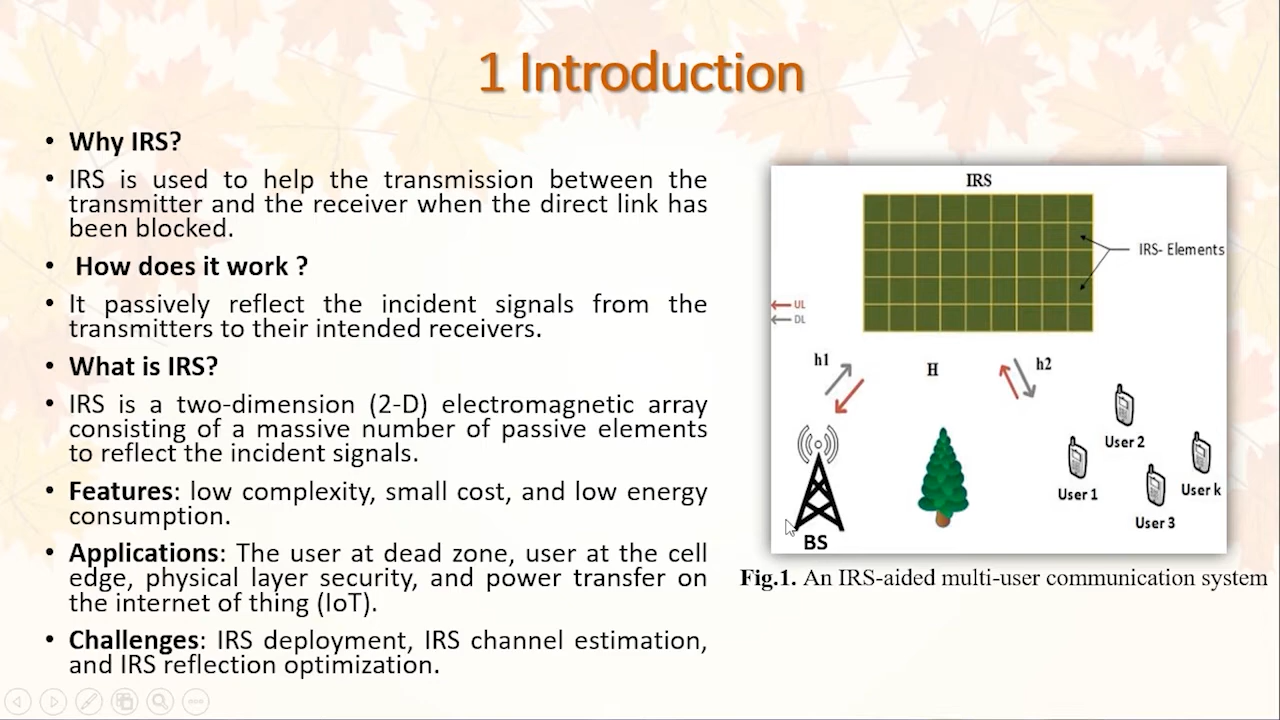 1 Introduction
• Why IRS?
• IRS is used to help the transmission between the
transmitter and the receiver when the direct link has
been blocked.
• How does it work ?
• It passively reflect the incident signals from the
transmitters to their intended receivers.
• What is IRS?
• IRS is a two-dimension (2-D) electromagnetic array
consisting of a massive number of passive elements
to reflect the incident signals.
• Features: low complexity, small cost, and low energy
consumption.
• Applications: The user at dead zone, user at the cell
edge, physical layer security, and power transfer on
the internet of thing (IoT).
• Challenges: IRS deployment, IRS channel estimation,
and IRS reflection optimization.
IRS
IRS- Elements
UL
DL
h1
H
h2
User 2
User 1
User k
User 3
BS
Fig.1. An IRS-aided multi-user communication system